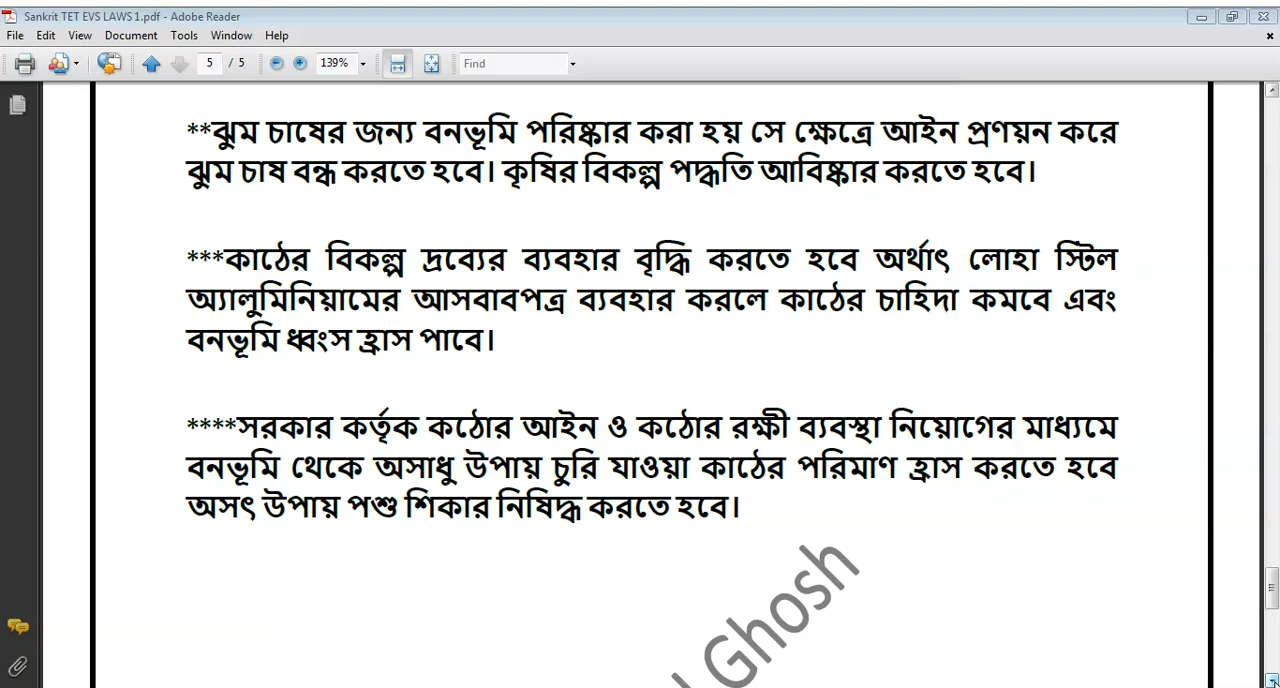 Sankrit TET EVS LAWS 1.pdf - Adobe Reader
File Edit View Document Tools Window Help
5 / 5 139% Find
**ঝুম চাষের জন্য বনভূমি পরিষ্কার করা হয় সে ক্ষেত্রে আইন প্রণয়ন করে
ঝুম চাষ বন্ধ করতে হবে। কৃষির বিকল্প পদ্ধতি আবিষ্কার করতে হবে।
***কাঠের বিকল্প দ্রব্যের ব্যবহার বৃদ্ধি করতে হবে অর্থাৎ লোহা স্টিল
অ্যালুমিনিয়ামের আসবাবপত্র ব্যবহার করলে কাঠের চাহিদা কমবে এবং
বনভূমি ধ্বংস হ্রাস পাবে।
****সরকার কর্তৃক কঠোর আইন ও কঠোর রক্ষী ব্যবস্থা নিয়োগের মাধ্যমে
বনভূমি থেকে অসাধু উপায় চুরি যাওয়া কাঠের পরিমাণ হ্রাস করতে হবে
অসৎ উপায় পশু শিকার নিষিদ্ধ করতে হবে।
Ghosh